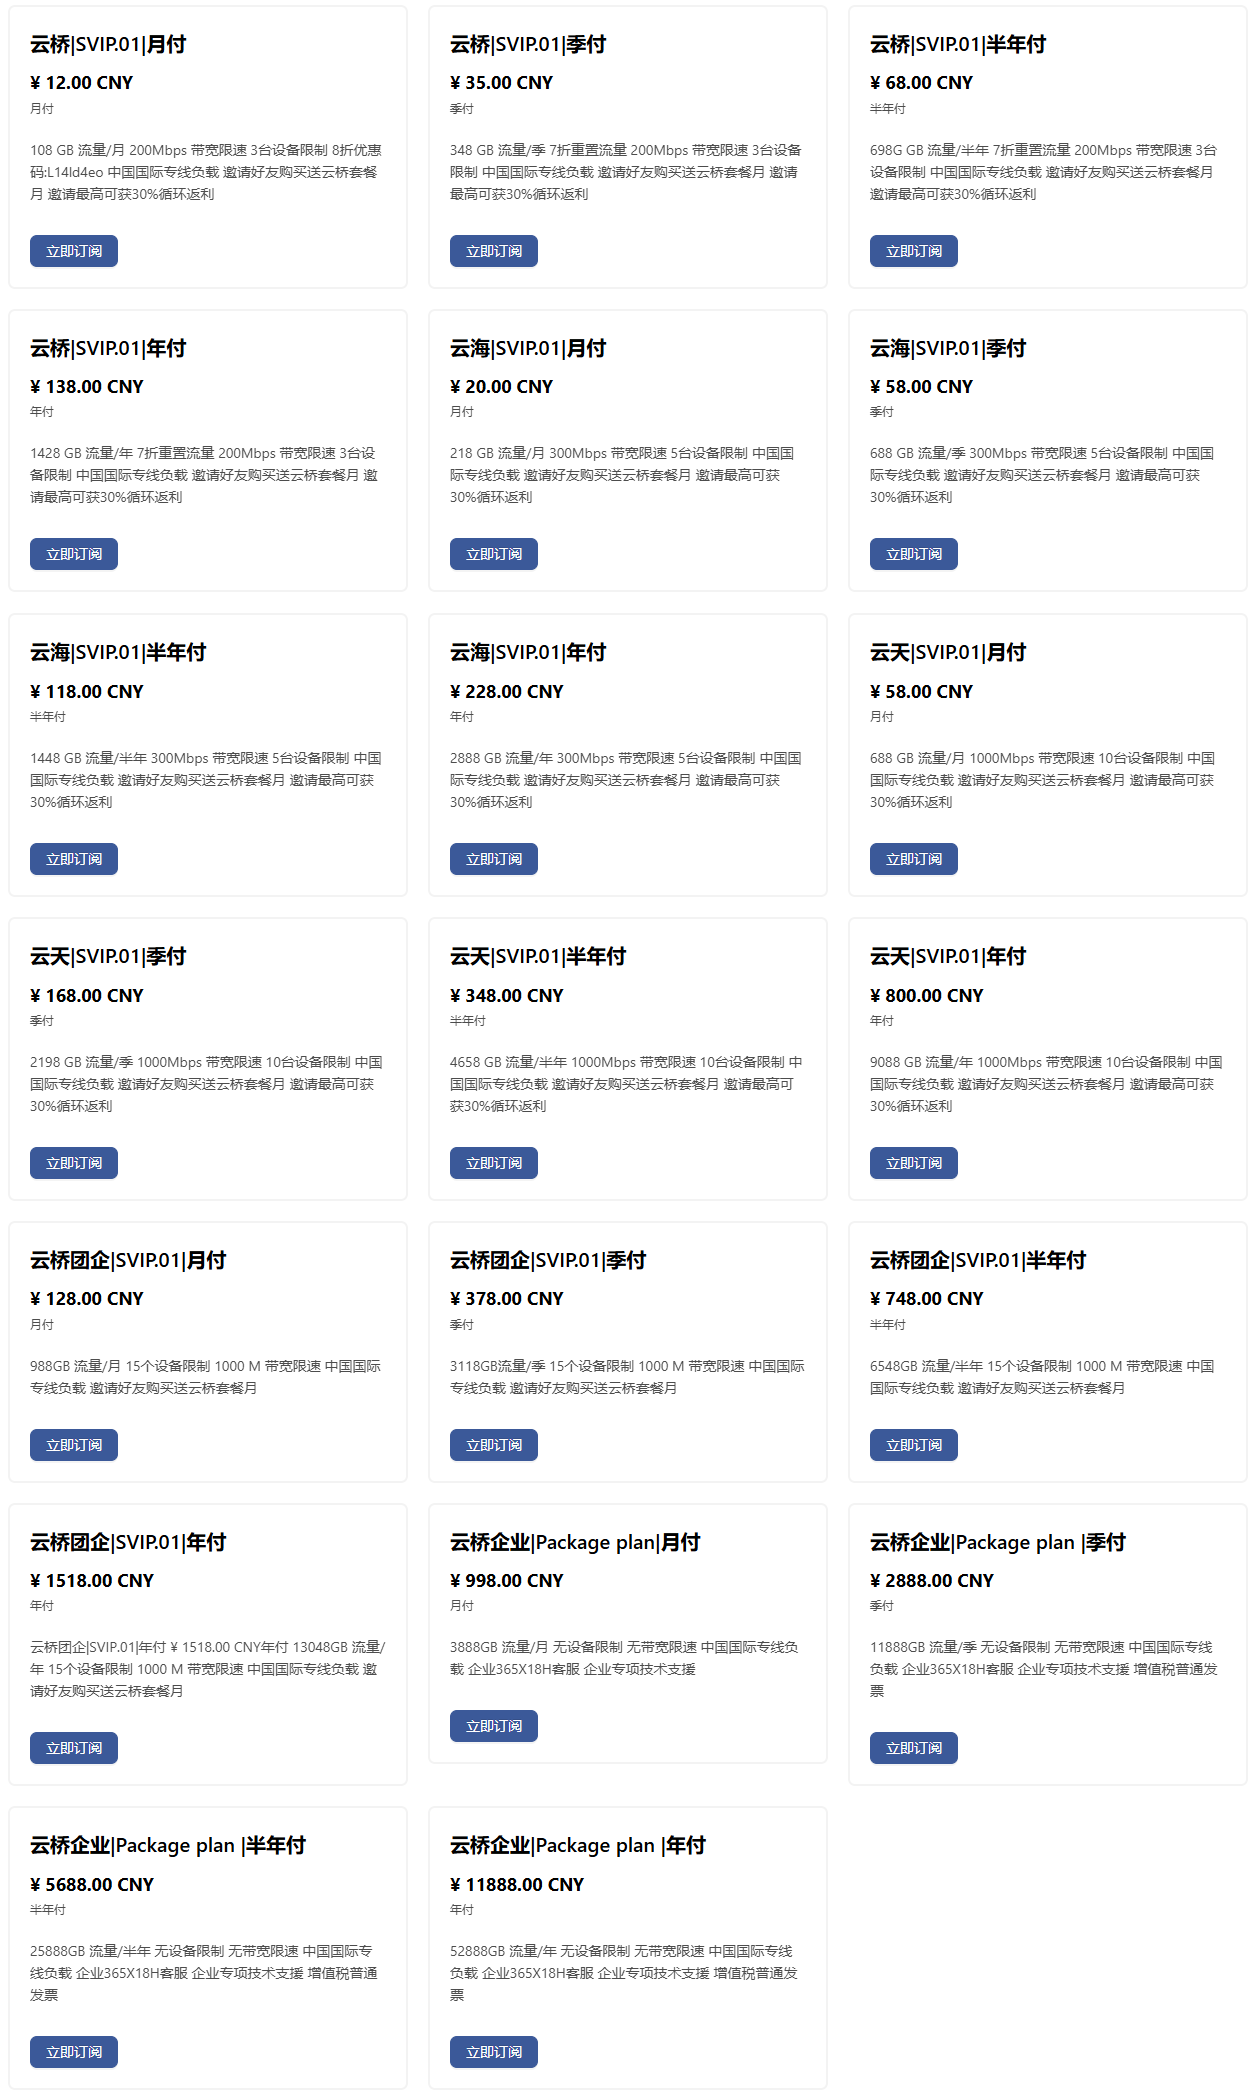 云桥|SVIP.01|月付
¥ 12.00 CNY
月付
108 GB 流量/月 200Mbps 带宽限速 3台设备限制 8折优惠
码:L14Id4eo 中国国际专线负载 邀请好友购买送云桥套餐
月 邀请最高可获30%循环返利
立即订阅
云桥|SVIP.01|季付
¥ 35.00 CNY
季付
348 GB 流量/季 7折重置流量 200Mbps 带宽限速 3台设备
限制 中国国际专线负载 邀请好友购买送云桥套餐月 邀请
最高可获30%循环返利
立即订阅
云桥|SVIP.01|半年付
¥ 68.00 CNY
半年付
698G GB 流量/半年 7折重置流量 200Mbps 带宽限速 3台
设备限制 中国国际专线负载 邀请好友购买送云桥套餐月
邀请最高可获30%循环返利
立即订阅
云桥|SVIP.01|年付
¥ 138.00 CNY
年付
1428 GB 流量/年 7折重置流量 200Mbps 带宽限速 3台设
备限制 中国国际专线负载 邀请好友购买送云桥套餐月 邀
请最高可获30%循环返利
立即订阅
云海|SVIP.01|月付
¥ 20.00 CNY
月付
218 GB 流量/月 300Mbps 带宽限速 5台设备限制 中国国
际专线负载 邀请好友购买送云桥套餐月 邀请最高可获
30%循环返利
立即订阅
云海|SVIP.01|季付
¥ 58.00 CNY
季付
688 GB 流量/季 300Mbps 带宽限速 5台设备限制 中国国
际专线负载 邀请好友购买送云桥套餐月 邀请最高可获
30%循环返利
立即订阅
云海|SVIP.01|半年付
¥ 118.00 CNY
半年付
1448 GB 流量/半年 300Mbps 带宽限速 5台设备限制 中国
国际专线负载 邀请好友购买送云桥套餐月 邀请最高可获
30%循环返利
立即订阅
云海|SVIP.01|年付
¥ 228.00 CNY
年付
2888 GB 流量/年 300Mbps 带宽限速 5台设备限制 中国国
际专线负载 邀请好友购买送云桥套餐月 邀请最高可获
30%循环返利
立即订阅
云天|SVIP.01|月付
¥ 58.00 CNY
月付
688 GB 流量/月 1000Mbps 带宽限速 10台设备限制 中国
国际专线负载 邀请好友购买送云桥套餐月 邀请最高可获
30%循环返利
立即订阅
云天|SVIP.01|季付
¥ 168.00 CNY
季付
2198 GB 流量/季 1000Mbps 带宽限速 10台设备限制 中国
国际专线负载 邀请好友购买送云桥套餐月 邀请最高可获
30%循环返利
立即订阅
云天|SVIP.01|半年付
¥ 348.00 CNY
半年付
4658 GB 流量/半年 1000Mbps 带宽限速 10台设备限制 中
国国际专线负载 邀请好友购买送云桥套餐月 邀请最高可
获30%循环返利
立即订阅
云天|SVIP.01|年付
¥ 800.00 CNY
年付
9088 GB 流量/年 1000Mbps 带宽限速 10台设备限制 中国
国际专线负载 邀请好友购买送云桥套餐月 邀请最高可获
30%循环返利
立即订阅
云桥团企|SVIP.01|月付
¥ 128.00 CNY
月付
988GB 流量/月 15个设备限制 1000 M 带宽限速 中国国际
专线负载 邀请好友购买送云桥套餐月
立即订阅
云桥团企|SVIP.01|季付
¥ 378.00 CNY
季付
3118GB流量/季 15个设备限制 1000 M 带宽限速 中国国际
专线负载 邀请好友购买送云桥套餐月
立即订阅
云桥团企|SVIP.01|半年付
¥ 748.00 CNY
半年付
6548GB 流量/半年 15个设备限制 1000 M 带宽限速 中国
国际专线负载 邀请好友购买送云桥套餐月
立即订阅
云桥团企|SVIP.01|年付
¥ 1518.00 CNY
年付
云桥团企|SVIP.01|年付 ¥ 1518.00 CNY年付 13048GB 流量/
年 15个设备限制 1000 M 带宽限速 中国国际专线负载 邀
请好友购买送云桥套餐月
立即订阅
云桥企业|Package plan|月付
¥ 998.00 CNY
月付
3888GB 流量/月 无设备限制 无带宽限速 中国国际专线负
载 企业365X18H客服 企业专项技术支援
立即订阅
云桥企业|Package plan |季付
¥ 2888.00 CNY
季付
11888GB 流量/季 无设备限制 无带宽限速 中国国际专线
负载 企业365X18H客服 企业专项技术支援 增值税普通发
票
立即订阅
云桥企业|Package plan |半年付
¥ 5688.00 CNY
半年付
25888GB 流量/半年 无设备限制 无带宽限速 中国国际专
线负载 企业365X18H客服 企业专项技术支援 增值税普通
发票
立即订阅
云桥企业|Package plan |年付
¥ 11888.00 CNY
年付
52888GB 流量/年 无设备限制 无带宽限速 中国国际专线
负载 企业365X18H客服 企业专项技术支援 增值税普通发
票
立即订阅